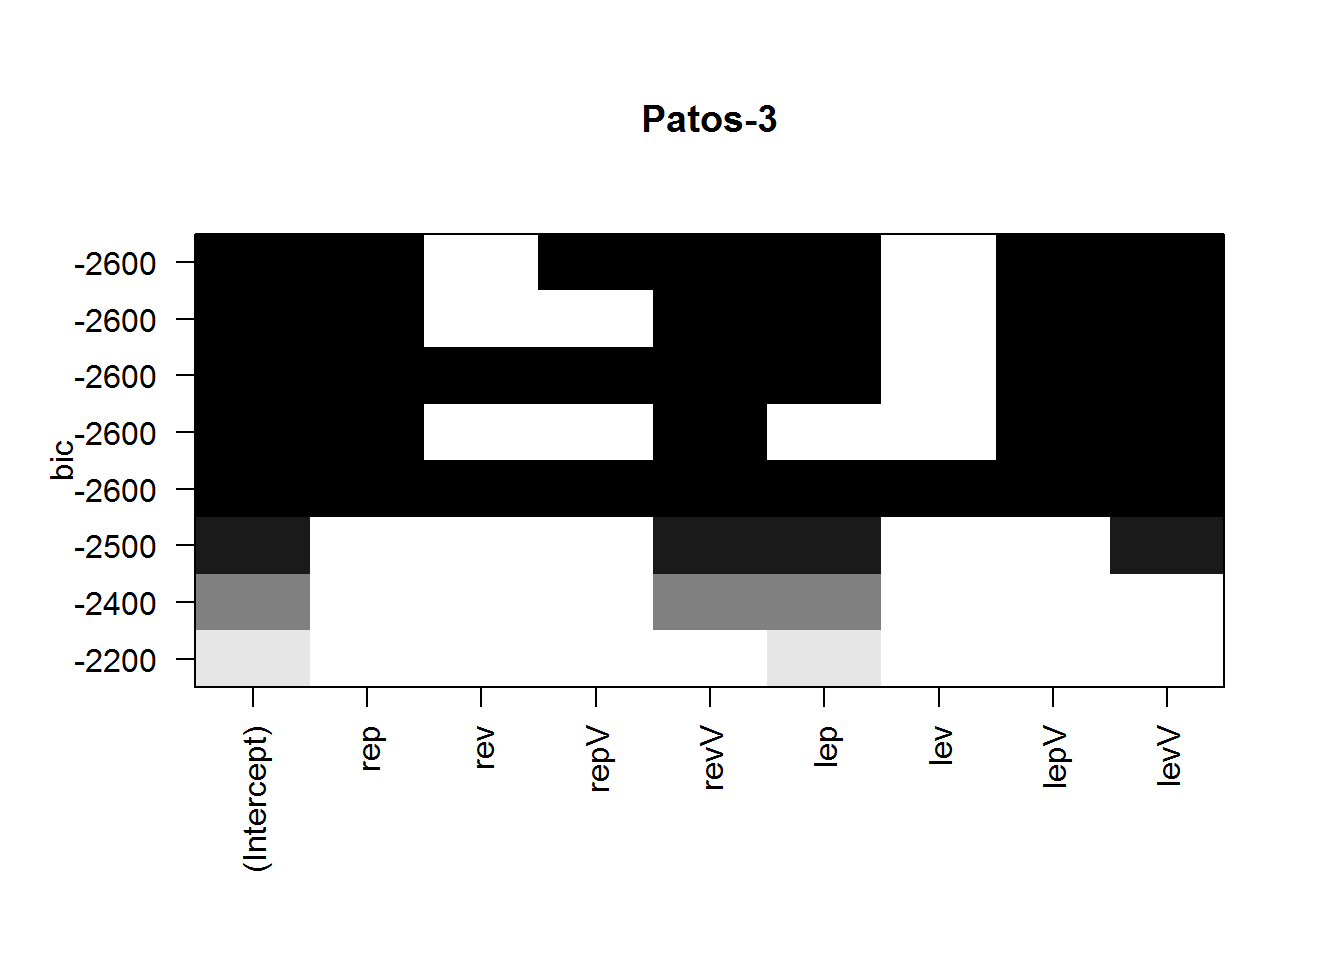 Patos-3
-2600
-2600
-2600
-2600
-2600
-2500
-2400
-2200
bic
(Intercept)
rep
rev
repV
revV
lep
lev
lepV
levV